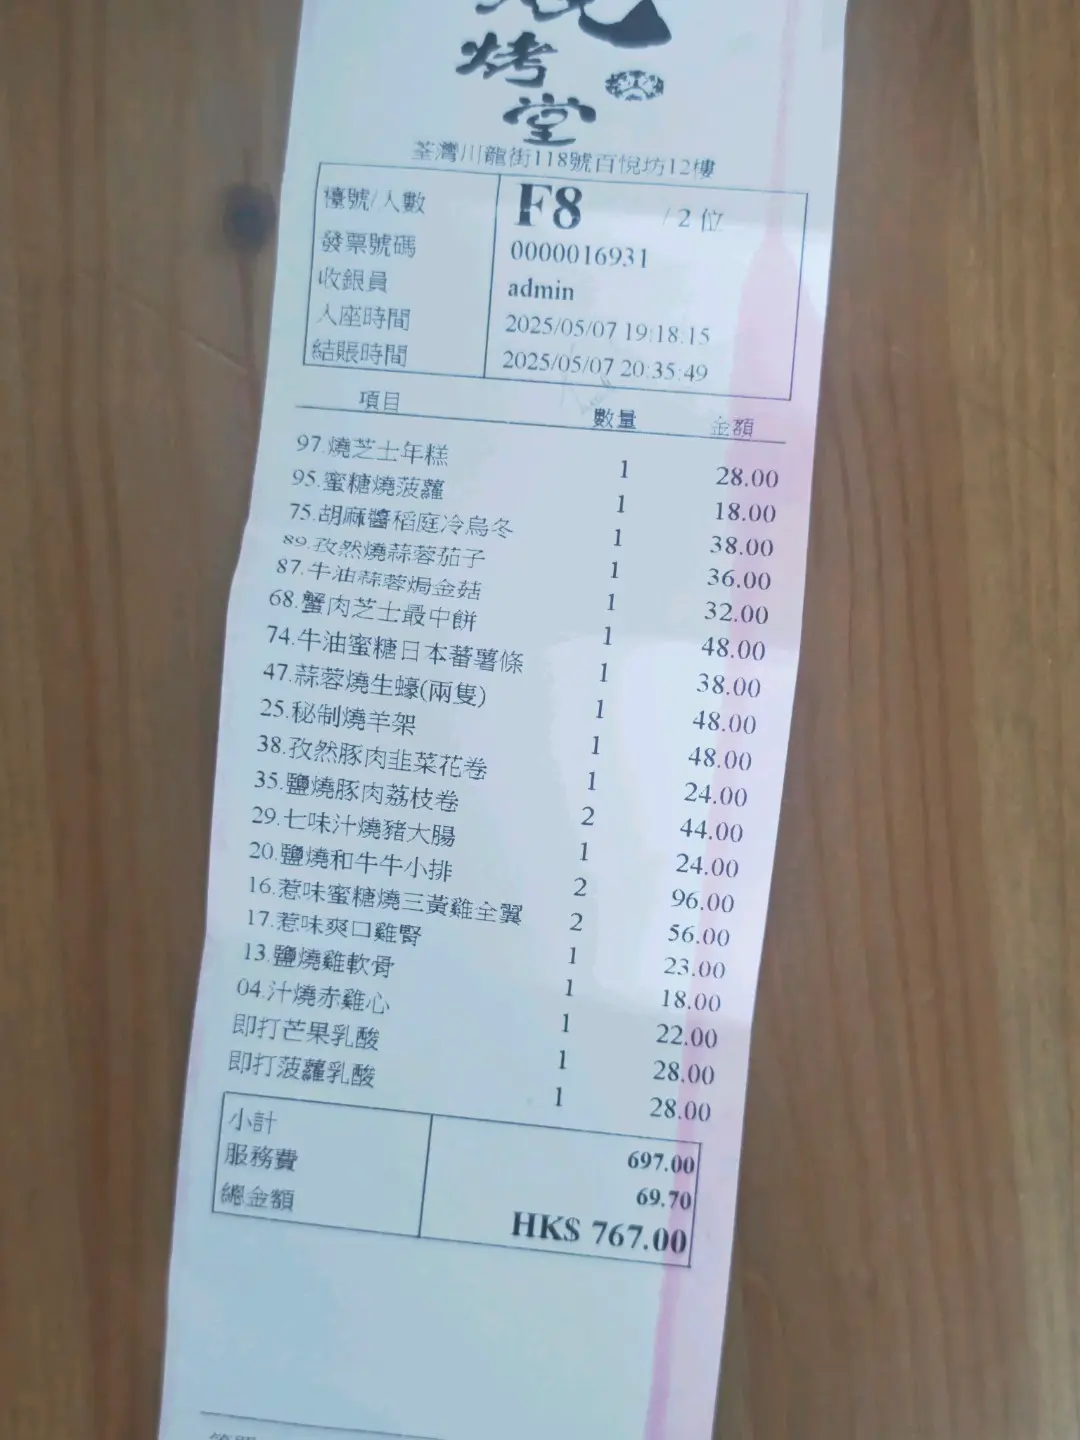 烤
堂
荃灣川龍街118號百悅坊12樓
檯號/人數 F8 / 2 位
發票號碼 0000016931
收銀員 admin
入座時間 2025/05/07 19:18:15
結賬時間 2025/05/07 20:35:49
項目 數量 金額
97.燒芝士年糕 1 28.00
95.蜜糖燒菠蘿 1 18.00
75.胡麻醬稻庭冷烏冬 1 38.00
89.孜然燒蒜蓉茄子 1 36.00
87.牛油蒜蓉焗金菇 1 32.00
68.蟹肉芝士最中餅 1 48.00
74.牛油蜜糖日本蕃薯條 1 38.00
47.蒜蓉燒生蠔(兩隻) 1 48.00
25.秘制燒羊架 1 48.00
38.孜然豚肉韭菜花卷 1 24.00
35.鹽燒豚肉荔枝卷 2 44.00
29.七味汁燒豬大腸 1 24.00
20.鹽燒和牛牛小排 2 96.00
16.惹味蜜糖燒三黃雞全翼 2 56.00
17.惹味爽口雞腎 1 23.00
13.鹽燒雞軟骨 1 18.00
04.汁燒赤雞心 1 22.00
即打芒果乳酸 1 28.00
即打菠蘿乳酸 1 28.00
小計 697.00
服務費 69.70
總金額 HK$ 767.00